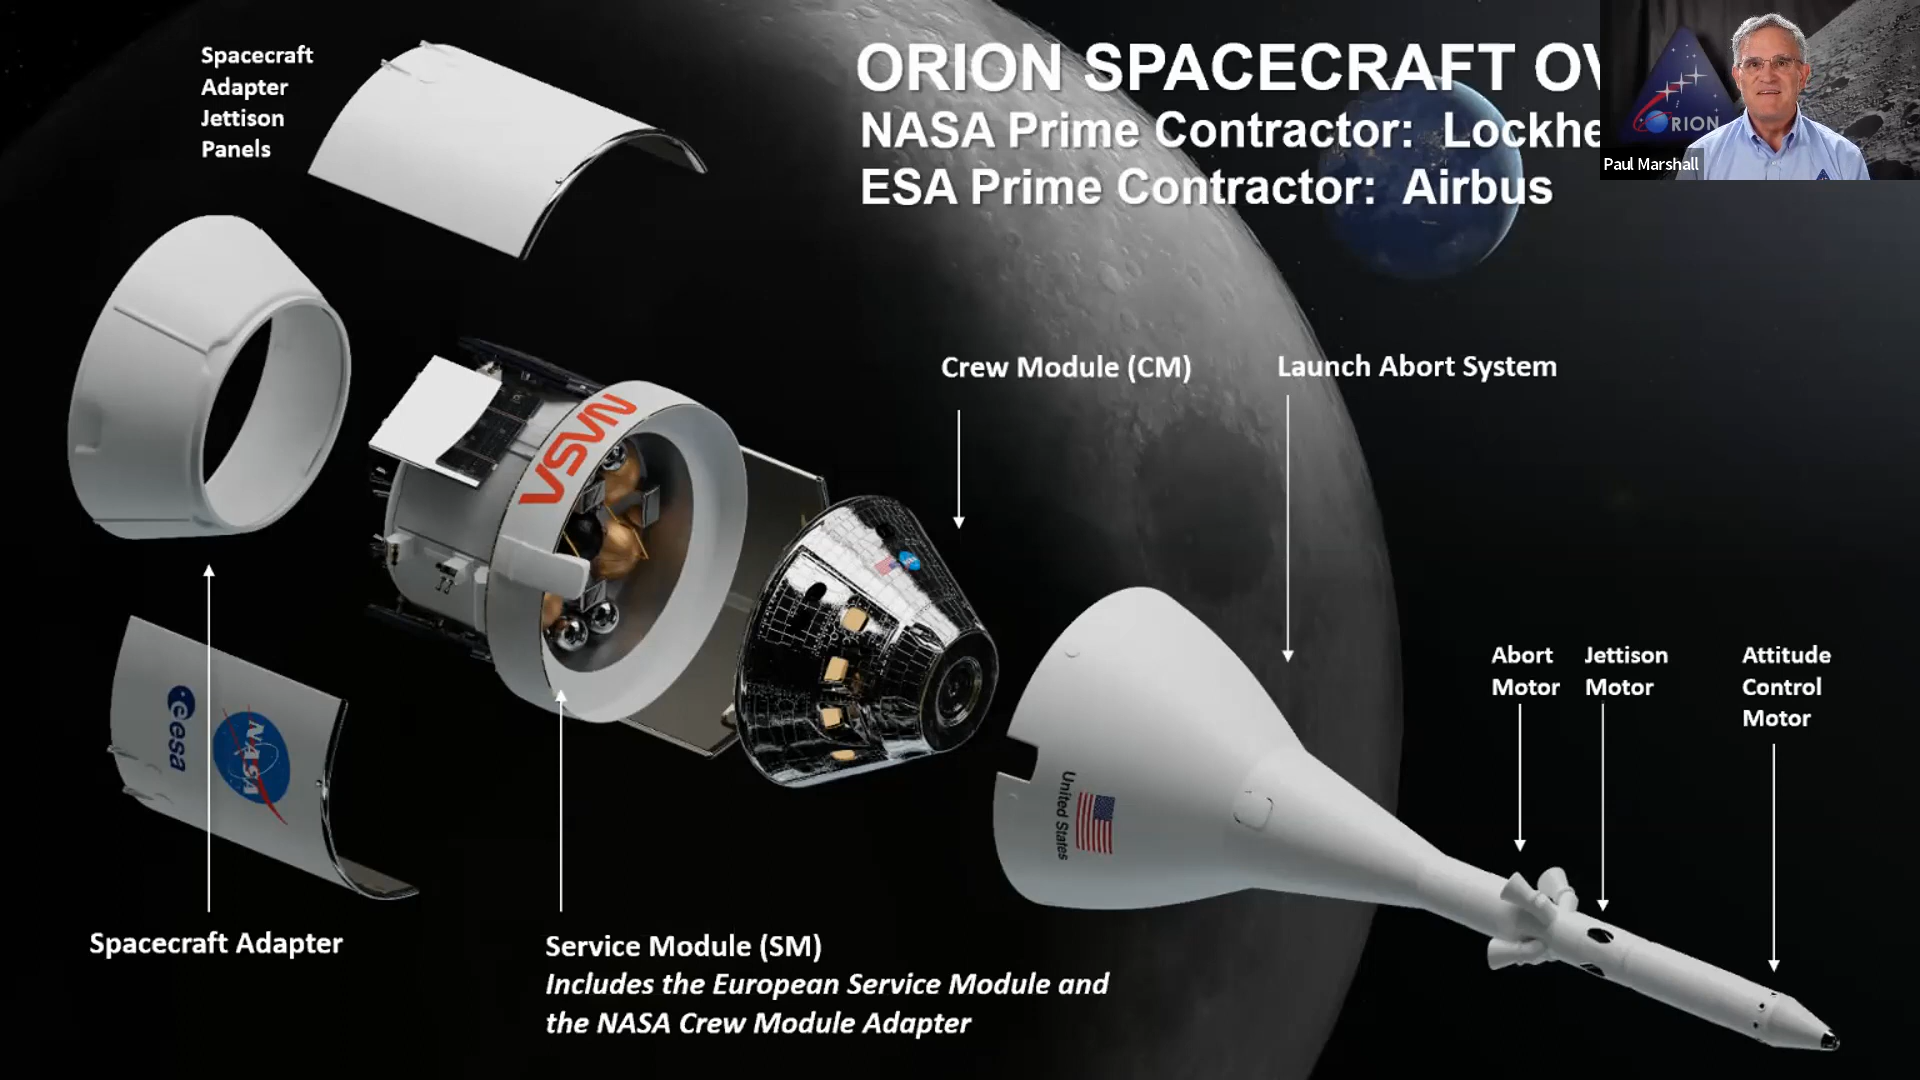 Spacecraft
Adapter
Jettison
Panels
ORION SPACECRAFT OV
NASA Prime Contractor: Lockhe
ESA Prime Contractor: Airbus
ORION
Paul Marshall
Crew Module (CM)
Launch Abort System
NASA
Abort
Motor
Jettison
Motor
Attitude
Control
Motor
esa
NASA
United States
Spacecraft Adapter
Service Module (SM)
Includes the European Service Module and
the NASA Crew Module Adapter